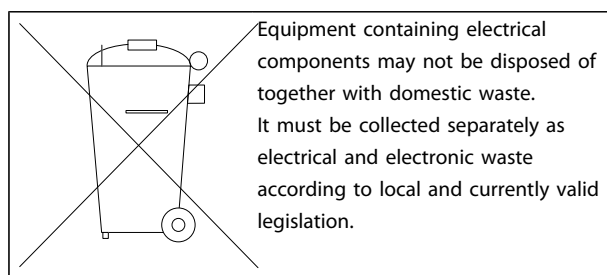 Equipment containing electrical
components may not be disposed of
together with domestic waste.
It must be collected separately as
electrical and electronic waste
according to local and currently valid
legislation.